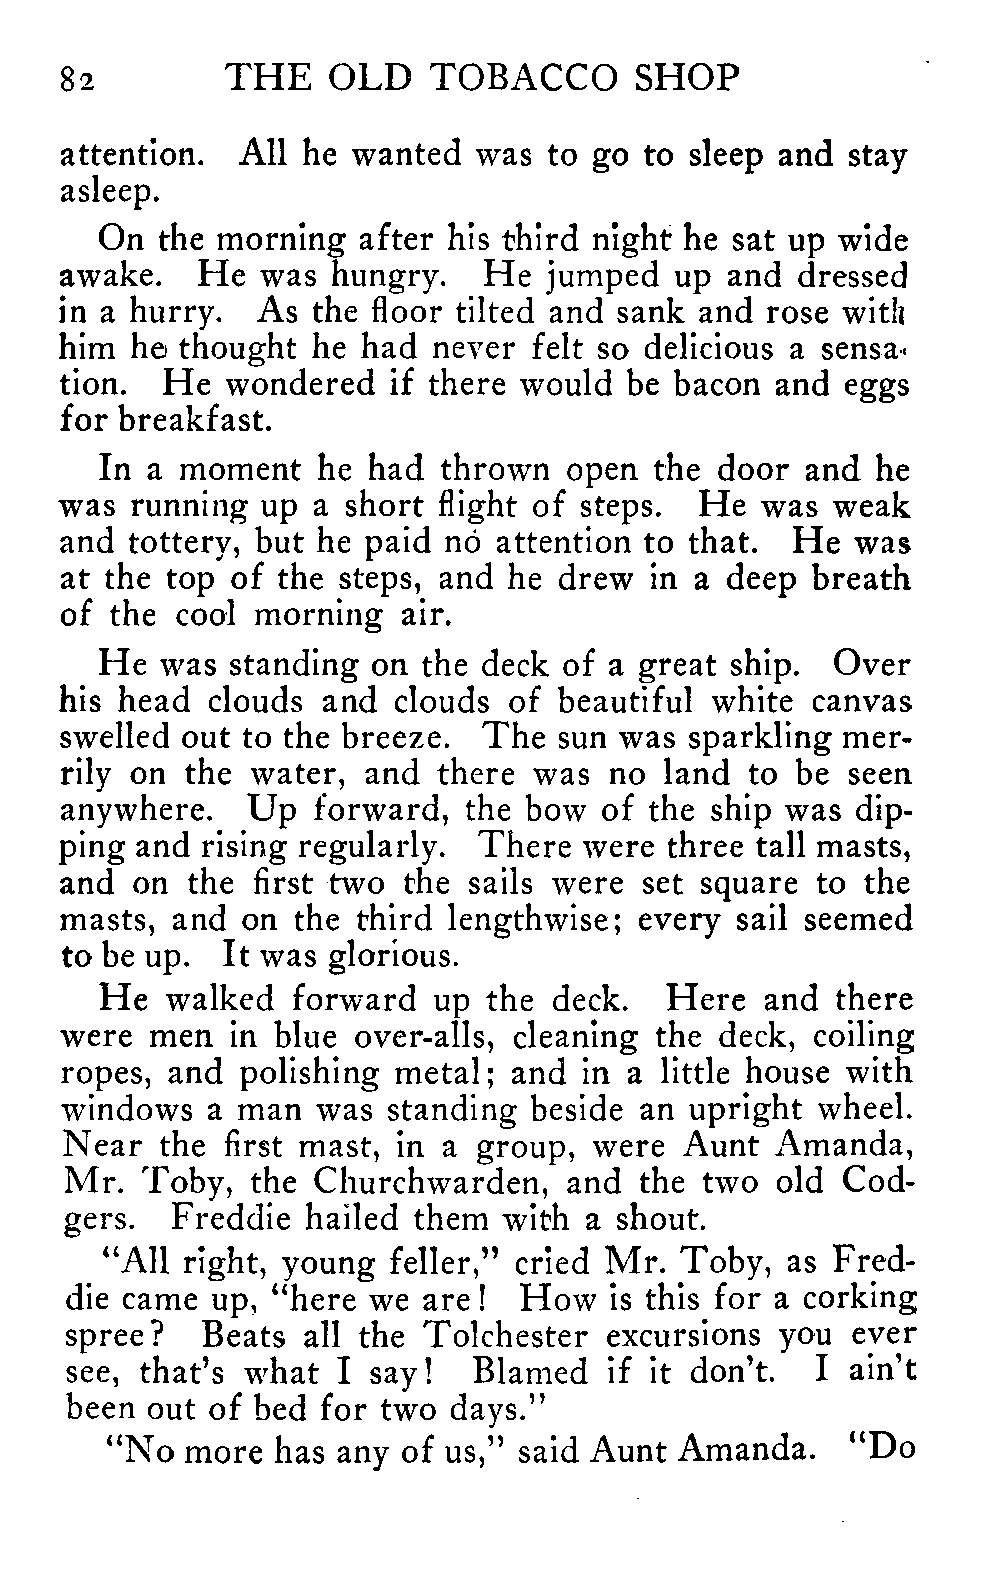 82 THE OLD TOBACCO SHOP
attention. All he wanted was to go to sleep and stay
asleep.
On the morning after his third night he sat up wide
awake. He was hungry. He jumped up and dressed
in a hurry. As the floor tilted and sank and rose with
him he thought he had never felt so delicious a sensa-
tion. He wondered if there would be bacon and eggs
for breakfast.
In a moment he had thrown open the door and he
was running up a short flight of steps. He was weak
and tottery, but he paid no attention to that. He was
at the top of the steps, and he drew in a deep breath
of the cool morning air.
He was standing on the deck of a great ship. Over
his head clouds and clouds of beautiful white canvas
swelled out to the breeze. The sun was sparkling mer-
rily on the water, and there was no land to be seen
anywhere. Up forward, the bow of the ship was dip-
ping and rising regularly. There were three tall masts,
and on the first two the sails were set square to the
masts, and on the third lengthwise; every sail seemed
to be up. It was glorious.
He walked forward up the deck. Here and there
were men in blue over-alls, cleaning the deck, coiling
ropes, and polishing metal; and in a little house with
windows a man was standing beside an upright wheel.
Near the first mast, in a group, were Aunt Amanda,
Mr. Toby, the Churchwarden, and the two old Cod-
gers. Freddie hailed them with a shout.
"All right, young feller," cried Mr. Toby, as Fred-
die came up, "here we are! How is this for a corking
spree? Beats all the Tolchester excursions you ever
see, that's what I say! Blamed if it don't. I ain't
been out of bed for two days."
"No more has any of us," said Aunt Amanda. "Do